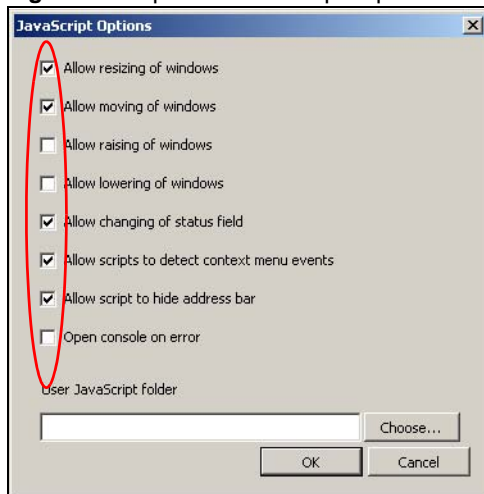 JavaScript Options
Allow resizing of windows
Allow moving of windows
Allow raising of windows
Allow lowering of windows
Allow changing of status field
Allow scripts to detect context menu events
Allow script to hide address bar
Open console on error
User JavaScript folder
Choose...
OK Cancel